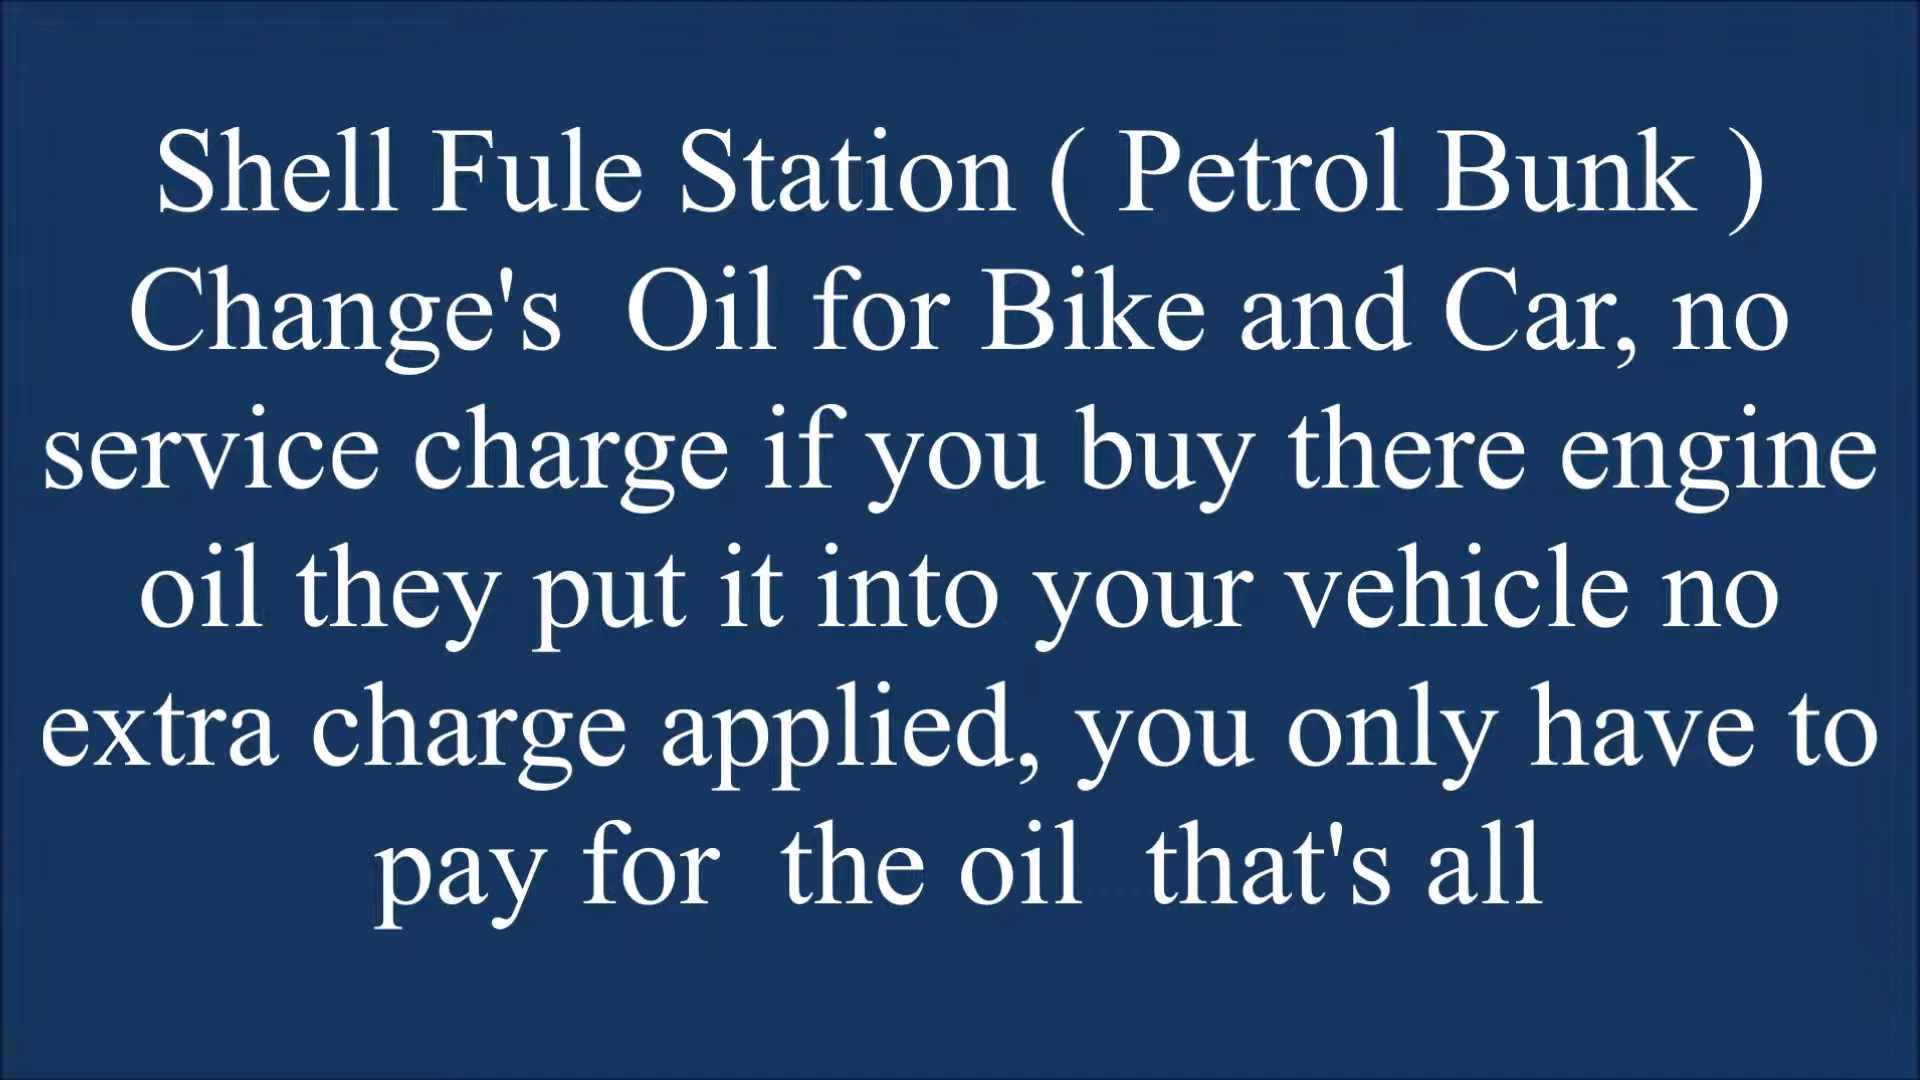 Shell Fule Station ( Petrol Bunk )
Change's  Oil for Bike and Car, no
service charge if you buy there engine
oil they put it into your vehicle no
extra charge applied, you only have to
pay for  the oil  that's all